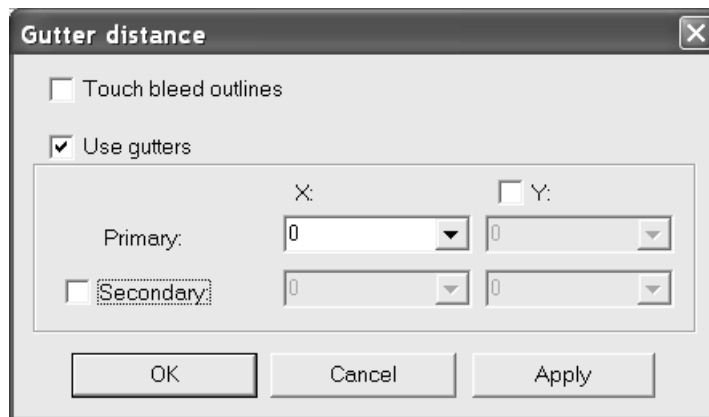 Gutter distance
Touch bleed outlines
Use gutters
X: Y:
Primary: 0 0
Secondary: 0 0
OK Cancel Apply